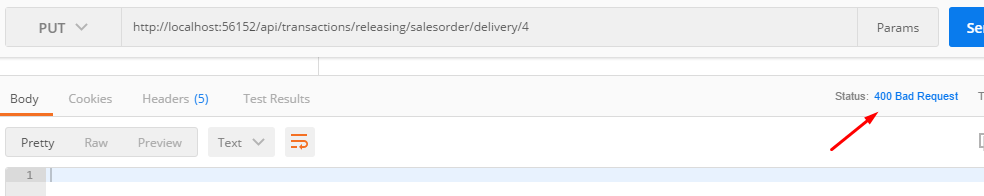 PUT http://localhost:56152/api/transactions/releasing/salesorder/delivery/4 Params
Body Cookies Headers (5) Test Results Status: 400 Bad Request
Pretty Raw Preview Text
1